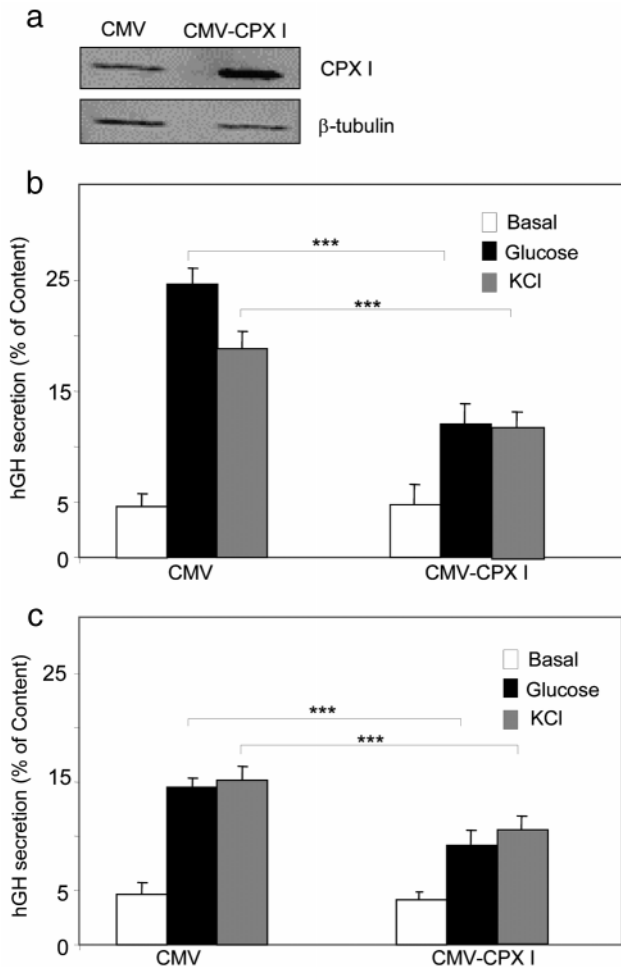 a
CMV CMV-CPX I
CPX I
β-tubulin
b
hGH secretion (% of Content)
25
15
5
0
Basal
Glucose
KCl
***
***
CMV CMV-CPX I
c
hGH secretion (% of Content)
25
15
5
0
Basal
Glucose
KCl
***
***
CMV CMV-CPX I